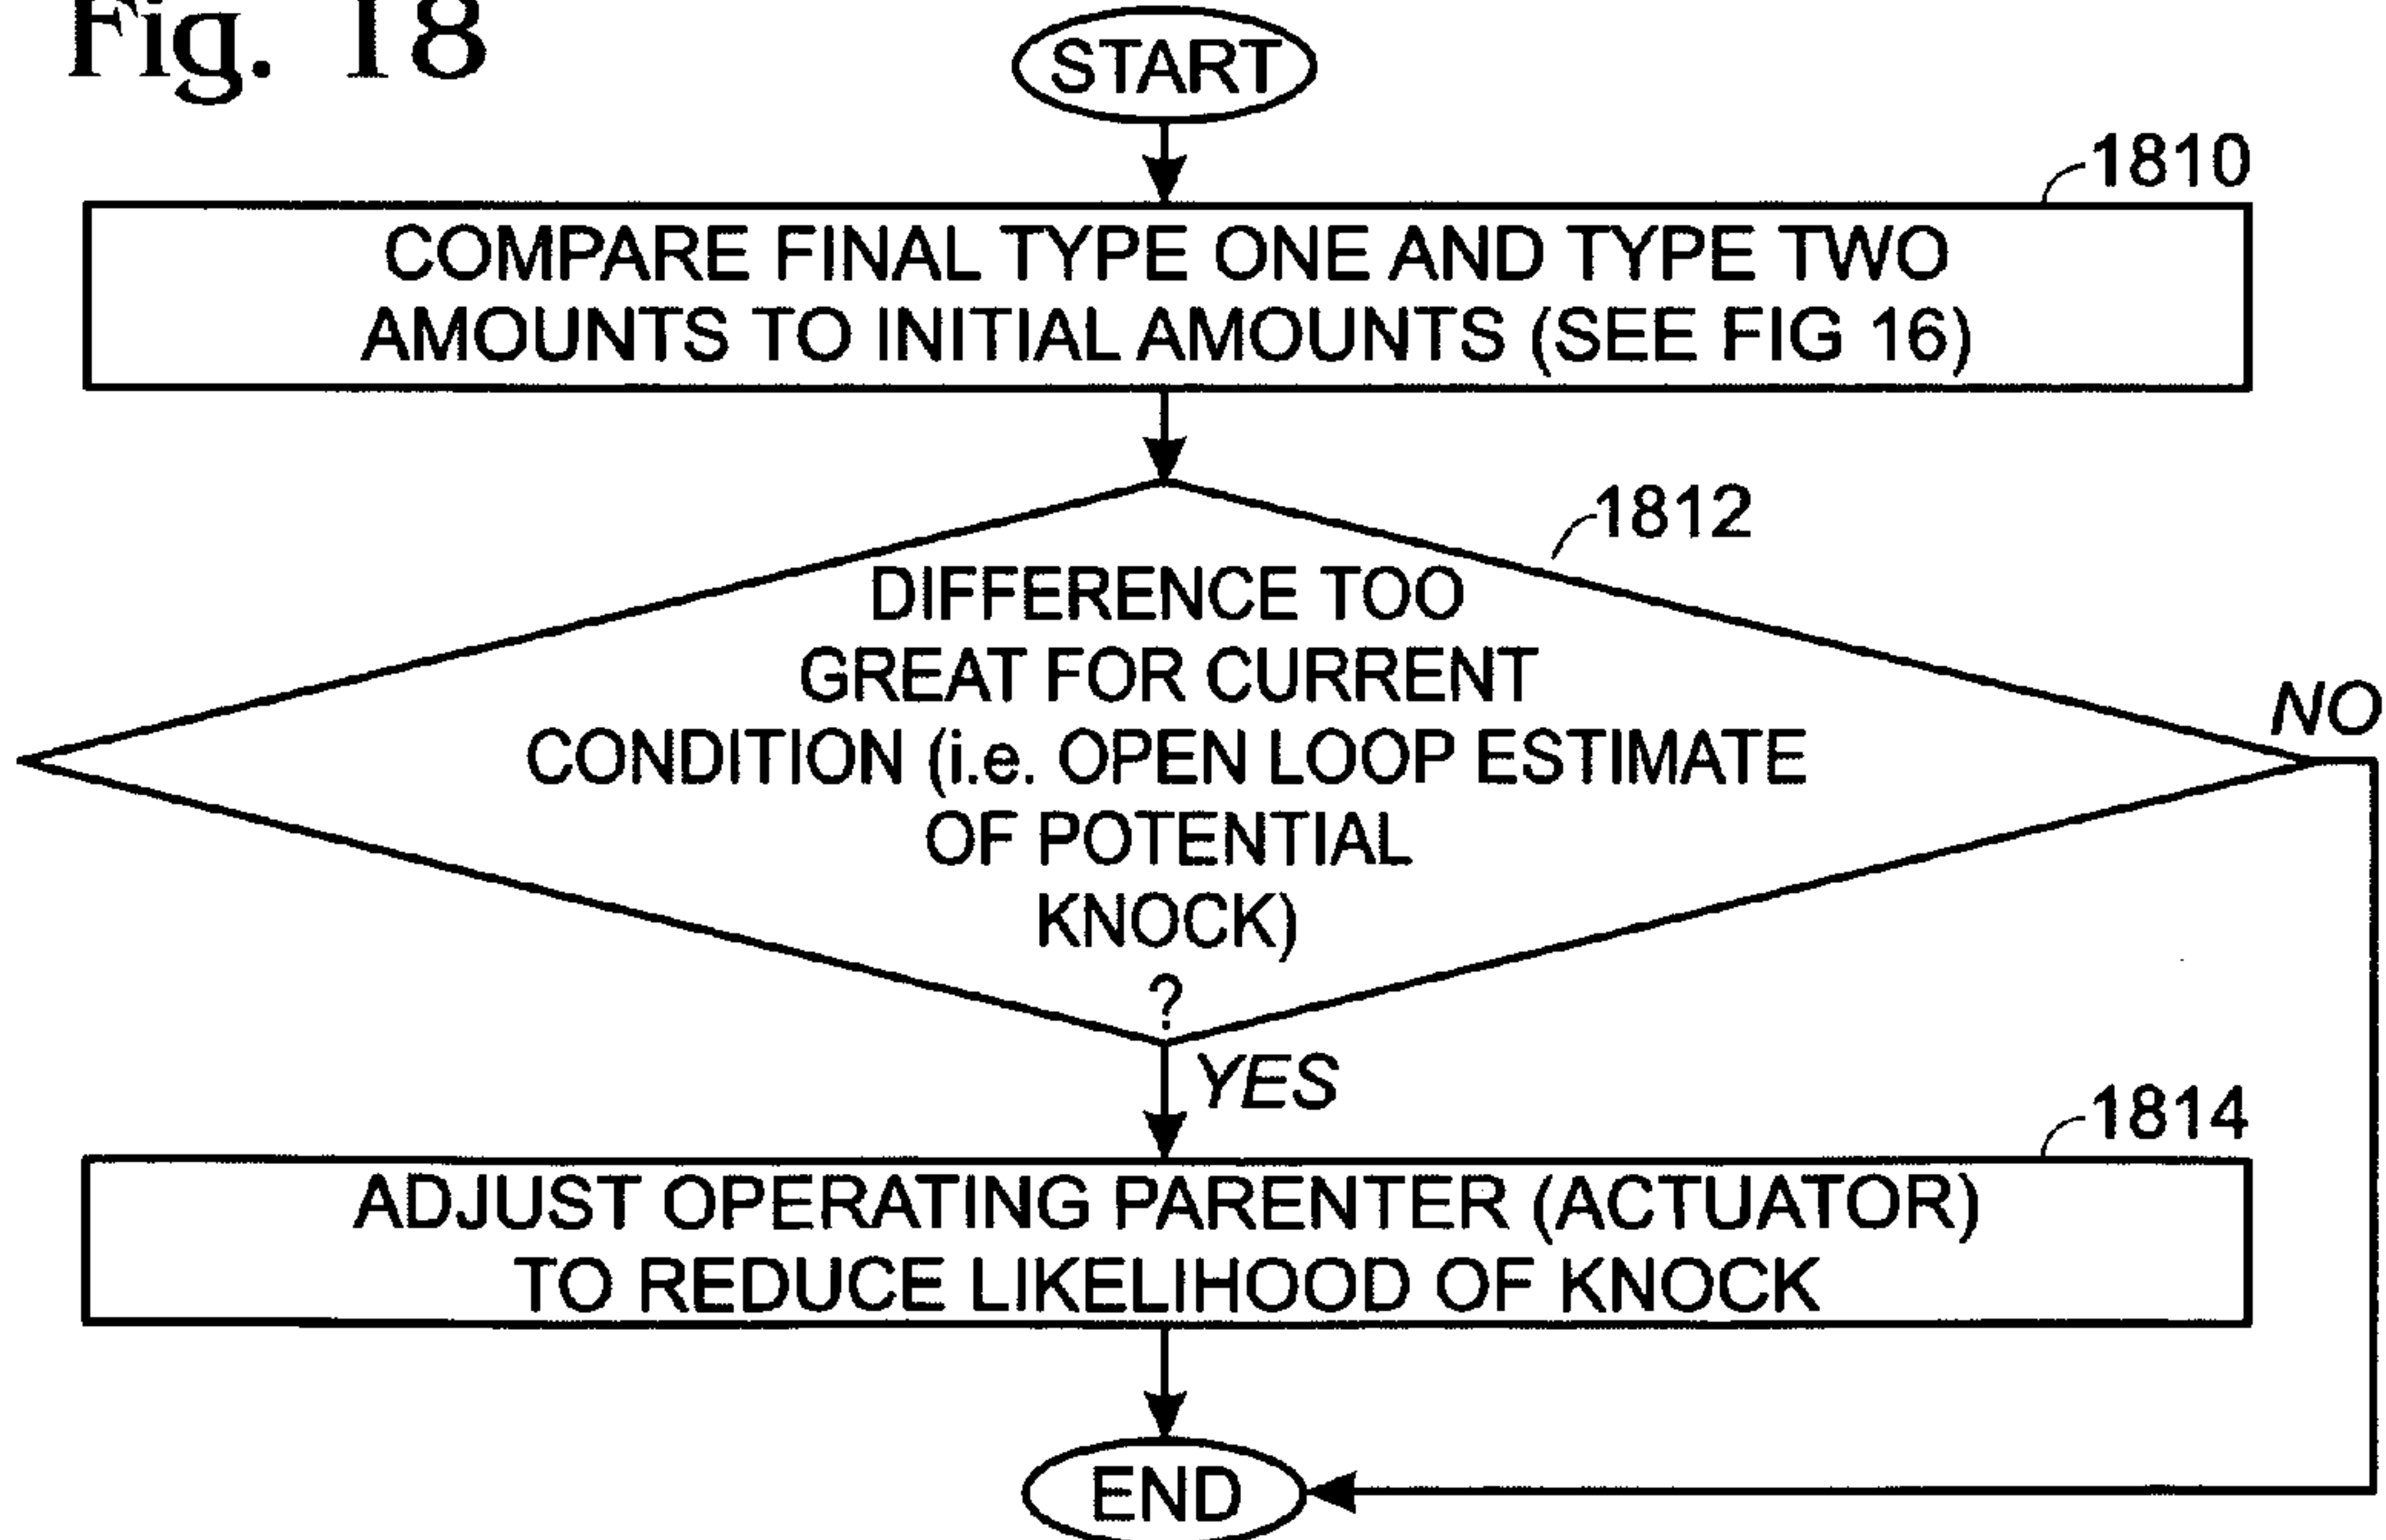 Fig. 18
START
1810
COMPARE FINAL TYPE ONE AND TYPE TWO
AMOUNTS TO INITIAL AMOUNTS (SEE FIG 16)
1812
DIFFERENCE TOO
GREAT FOR CURRENT
CONDITION (i.e. OPEN LOOP ESTIMATE
OF POTENTIAL
KNOCK)
?
NO
YES
1814
ADJUST OPERATING PARENTER (ACTUATOR)
TO REDUCE LIKELIHOOD OF KNOCK
END